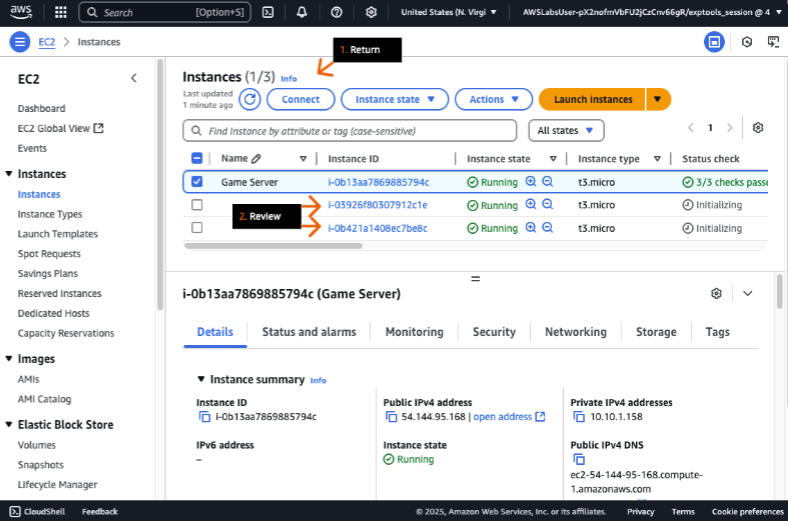 aws
Search [Option+S]
United States (N. Virgi
AWSLabsUser-pX2nofmVbFU2jCzCnv66gR/exptools_session @ 4
EC2 > Instances
1. Return
EC2
Dashboard
EC2 Global View
Events
Instances
Instances
Instance Types
Launch Templates
Spot Requests
Savings Plans
Reserved Instances
Dedicated Hosts
Capacity Reservations
Images
AMIs
AMI Catalog
Elastic Block Store
Volumes
Snapshots
Lifecycle Manager
Instances (1/3) Info
Last updated
1 minute ago
Connect
Instance state
Actions
Launch instances
Find Instance by attribute or tag (case-sensitive)
All states
1
Name Instance ID Instance state Instance type Status check
Game Server i-0b13aa7869885794c Running t3.micro 3/3 checks passe
i-03926f80307912c1e Running t3.micro Initializing
2. Review
i-0b421a1408ec7be8c Running t3.micro Initializing
i-0b13aa7869885794c (Game Server)
Details Status and alarms Monitoring Security Networking Storage Tags
Instance summary Info
Instance ID
i-0b13aa7869885794c
Public IPv4 address
54.144.95.168 | open address
Private IPv4 addresses
10.10.1.158
IPv6 address
–
Instance state
Running
Public IPv4 DNS
ec2-54-144-95-168.compute-
1.amazonaws.com
CloudShell Feedback
© 2025, Amazon Web Services, Inc. or its affiliates. Privacy Terms Cookie preferences